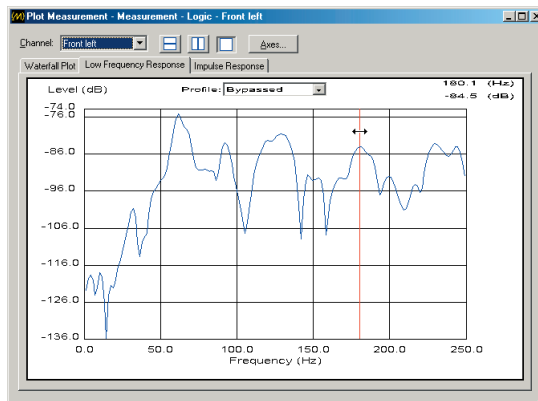 Plot Measurement - Measurement - Logic - Front left
Channel: Front left Axes...
Waterfall Plot Low Frequency Response Impulse Response
Level (dB) Profile: Bypassed 180.1 (Hz)
-84.5 (dB)
-74.0
-76.0
-86.0
-96.0
-106.0
-116.0
-126.0
-136.0
0.0 50.0 100.0 150.0 200.0 250.0
Frequency (Hz)